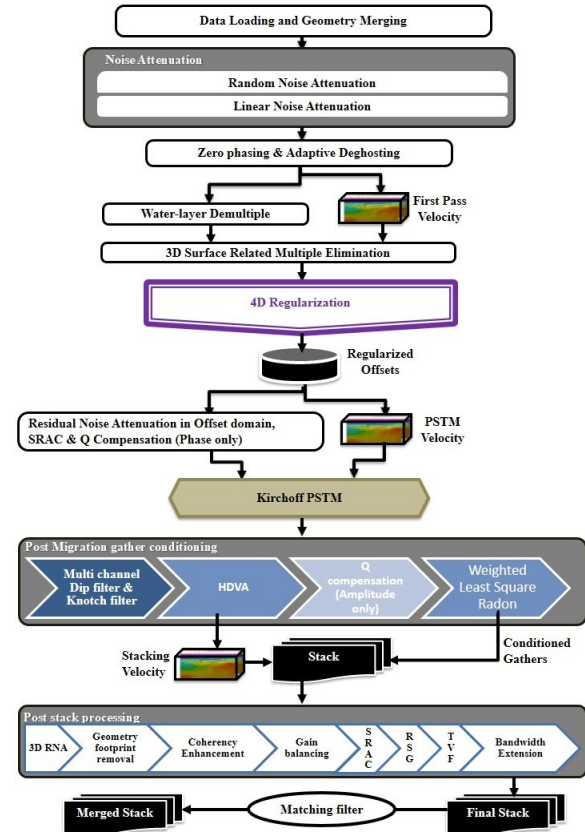 Data Loading and Geometry Merging
Noise Attenuation
Random Noise Attenuation
Linear Noise Attenuation
Zero phasing & Adaptive Deghosting
Water-layer Demultiple
First Pass
Velocity
3D Surface Related Multiple Elimination
4D Regularization
Regularized
Offsets
Residual Noise Attenuation in Offset domain,
SRAC & Q Compensation (Phase only)
PSTM
Velocity
Kirchoff PSTM
Post Migration gather conditioning
Multi channel
Dip filter &
Knotch filter
HDVA
Q
compensation
(Amplitude
only)
Weighted
Least Square
Radon
Stacking
Velocity
Stack
Conditioned
Gathers
Post stack processing
3D RNA
Geometry
footprint
removal
Coherency
Enhancement
Gain
balancing
S
R
A
C
R
S
G
T
V
F
Bandwidth
Extension
Merged Stack
Matching filter
Final Stack